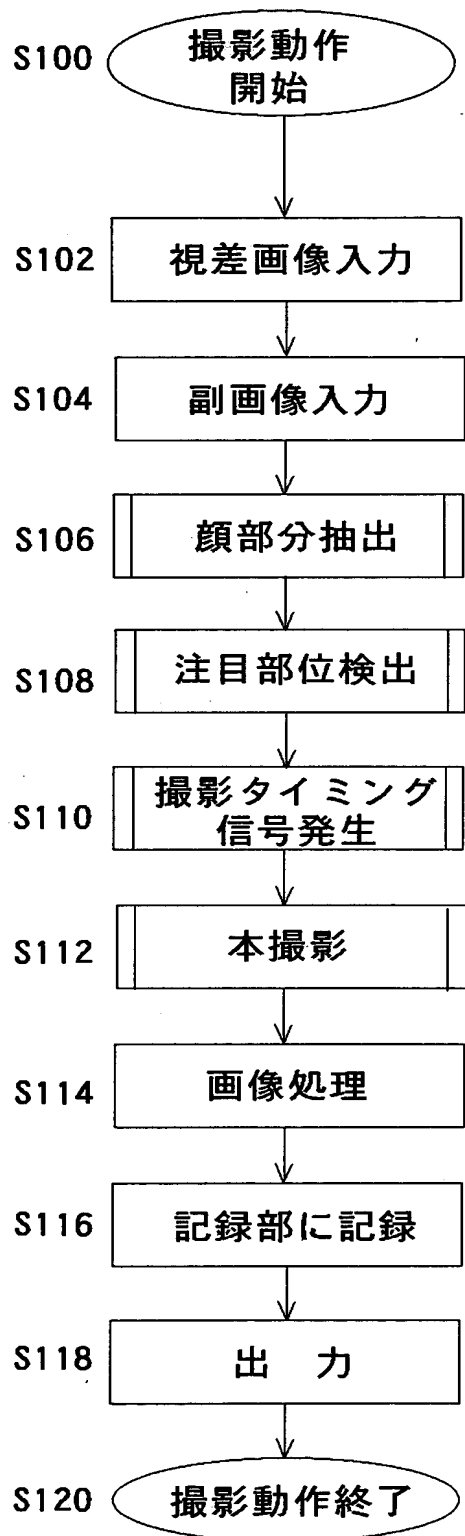 S100 撮影動作
開始
S102 視差画像入力
S104 副画像入力
S106 顔部分抽出
S108 注目部位検出
S110 撮影タイミング
信号発生
S112 本撮影
S114 画像処理
S116 記録部に記録
S118 出 力
S120 撮影動作終了